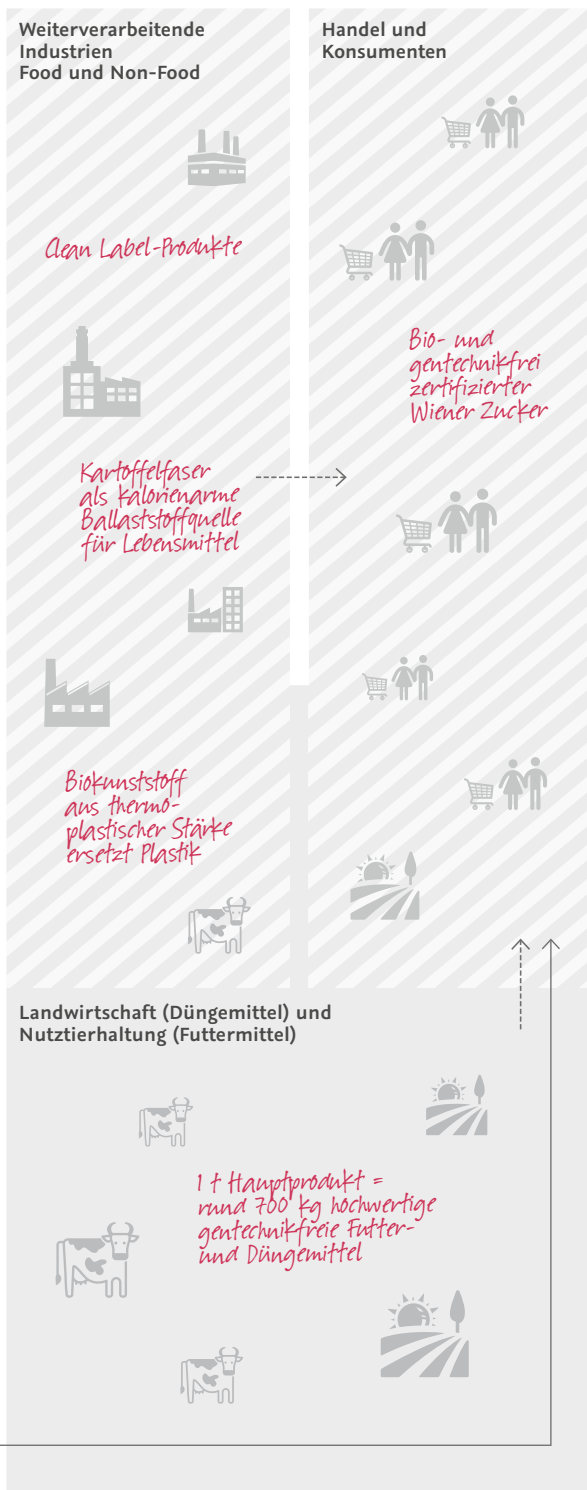 Weiterverarbeitende
Industrien
Food und Non-Food
Clean Label-Produkte
Kartoffelfaser
als kalorienarme
Ballaststoffquelle
für Lebensmittel
Biokunststoff
aus thermo-
plastischer Stärke
ersetzt Plastik
Handel und
Konsumenten
Bio- und
gentechnikfrei
zertifizierter
Wiener Zucker
Landwirtschaft (Düngemittel) und
Nutztierhaltung (Futtermittel)
1 t Hauptprodukt =
rund 700 kg hochwertige
gentechnikfreie Futter-
und Düngemittel